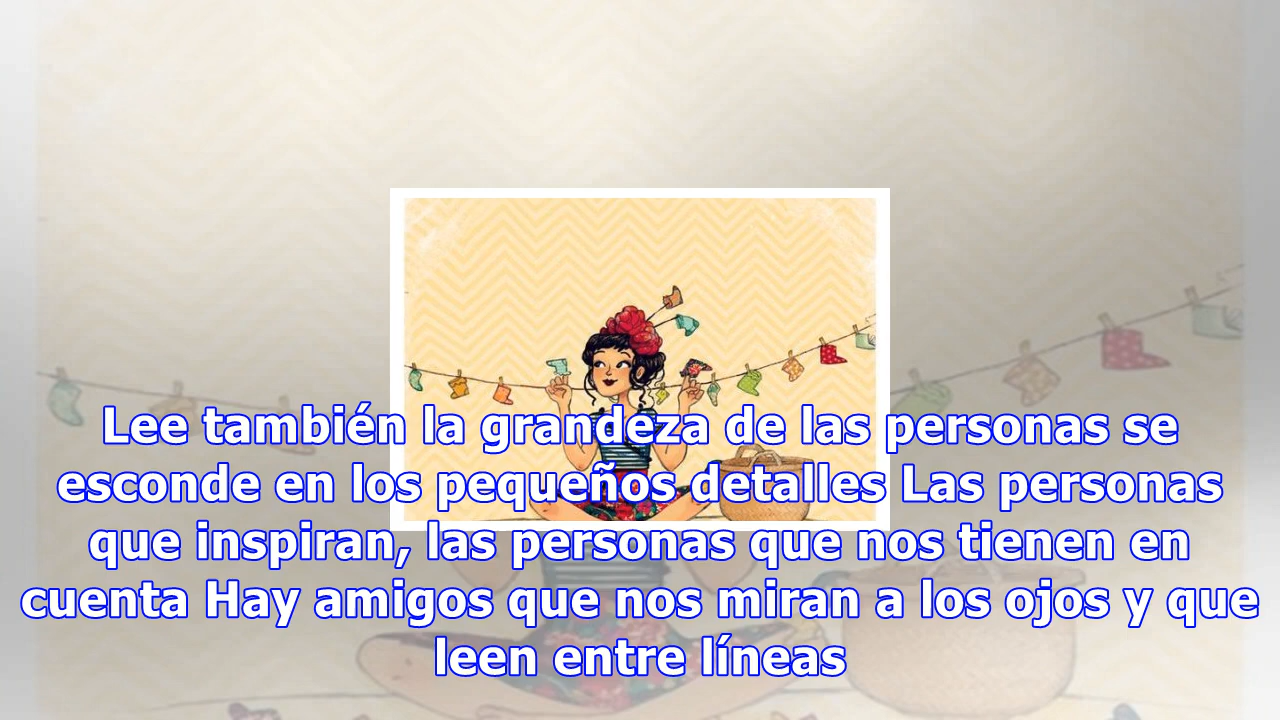 Lee también la grandeza de las personas se
esconde en los pequeños detalles Las personas
que inspiran, las personas que nos tienen en
cuenta Hay amigos que nos miran a los ojos y que
leen entre líneas